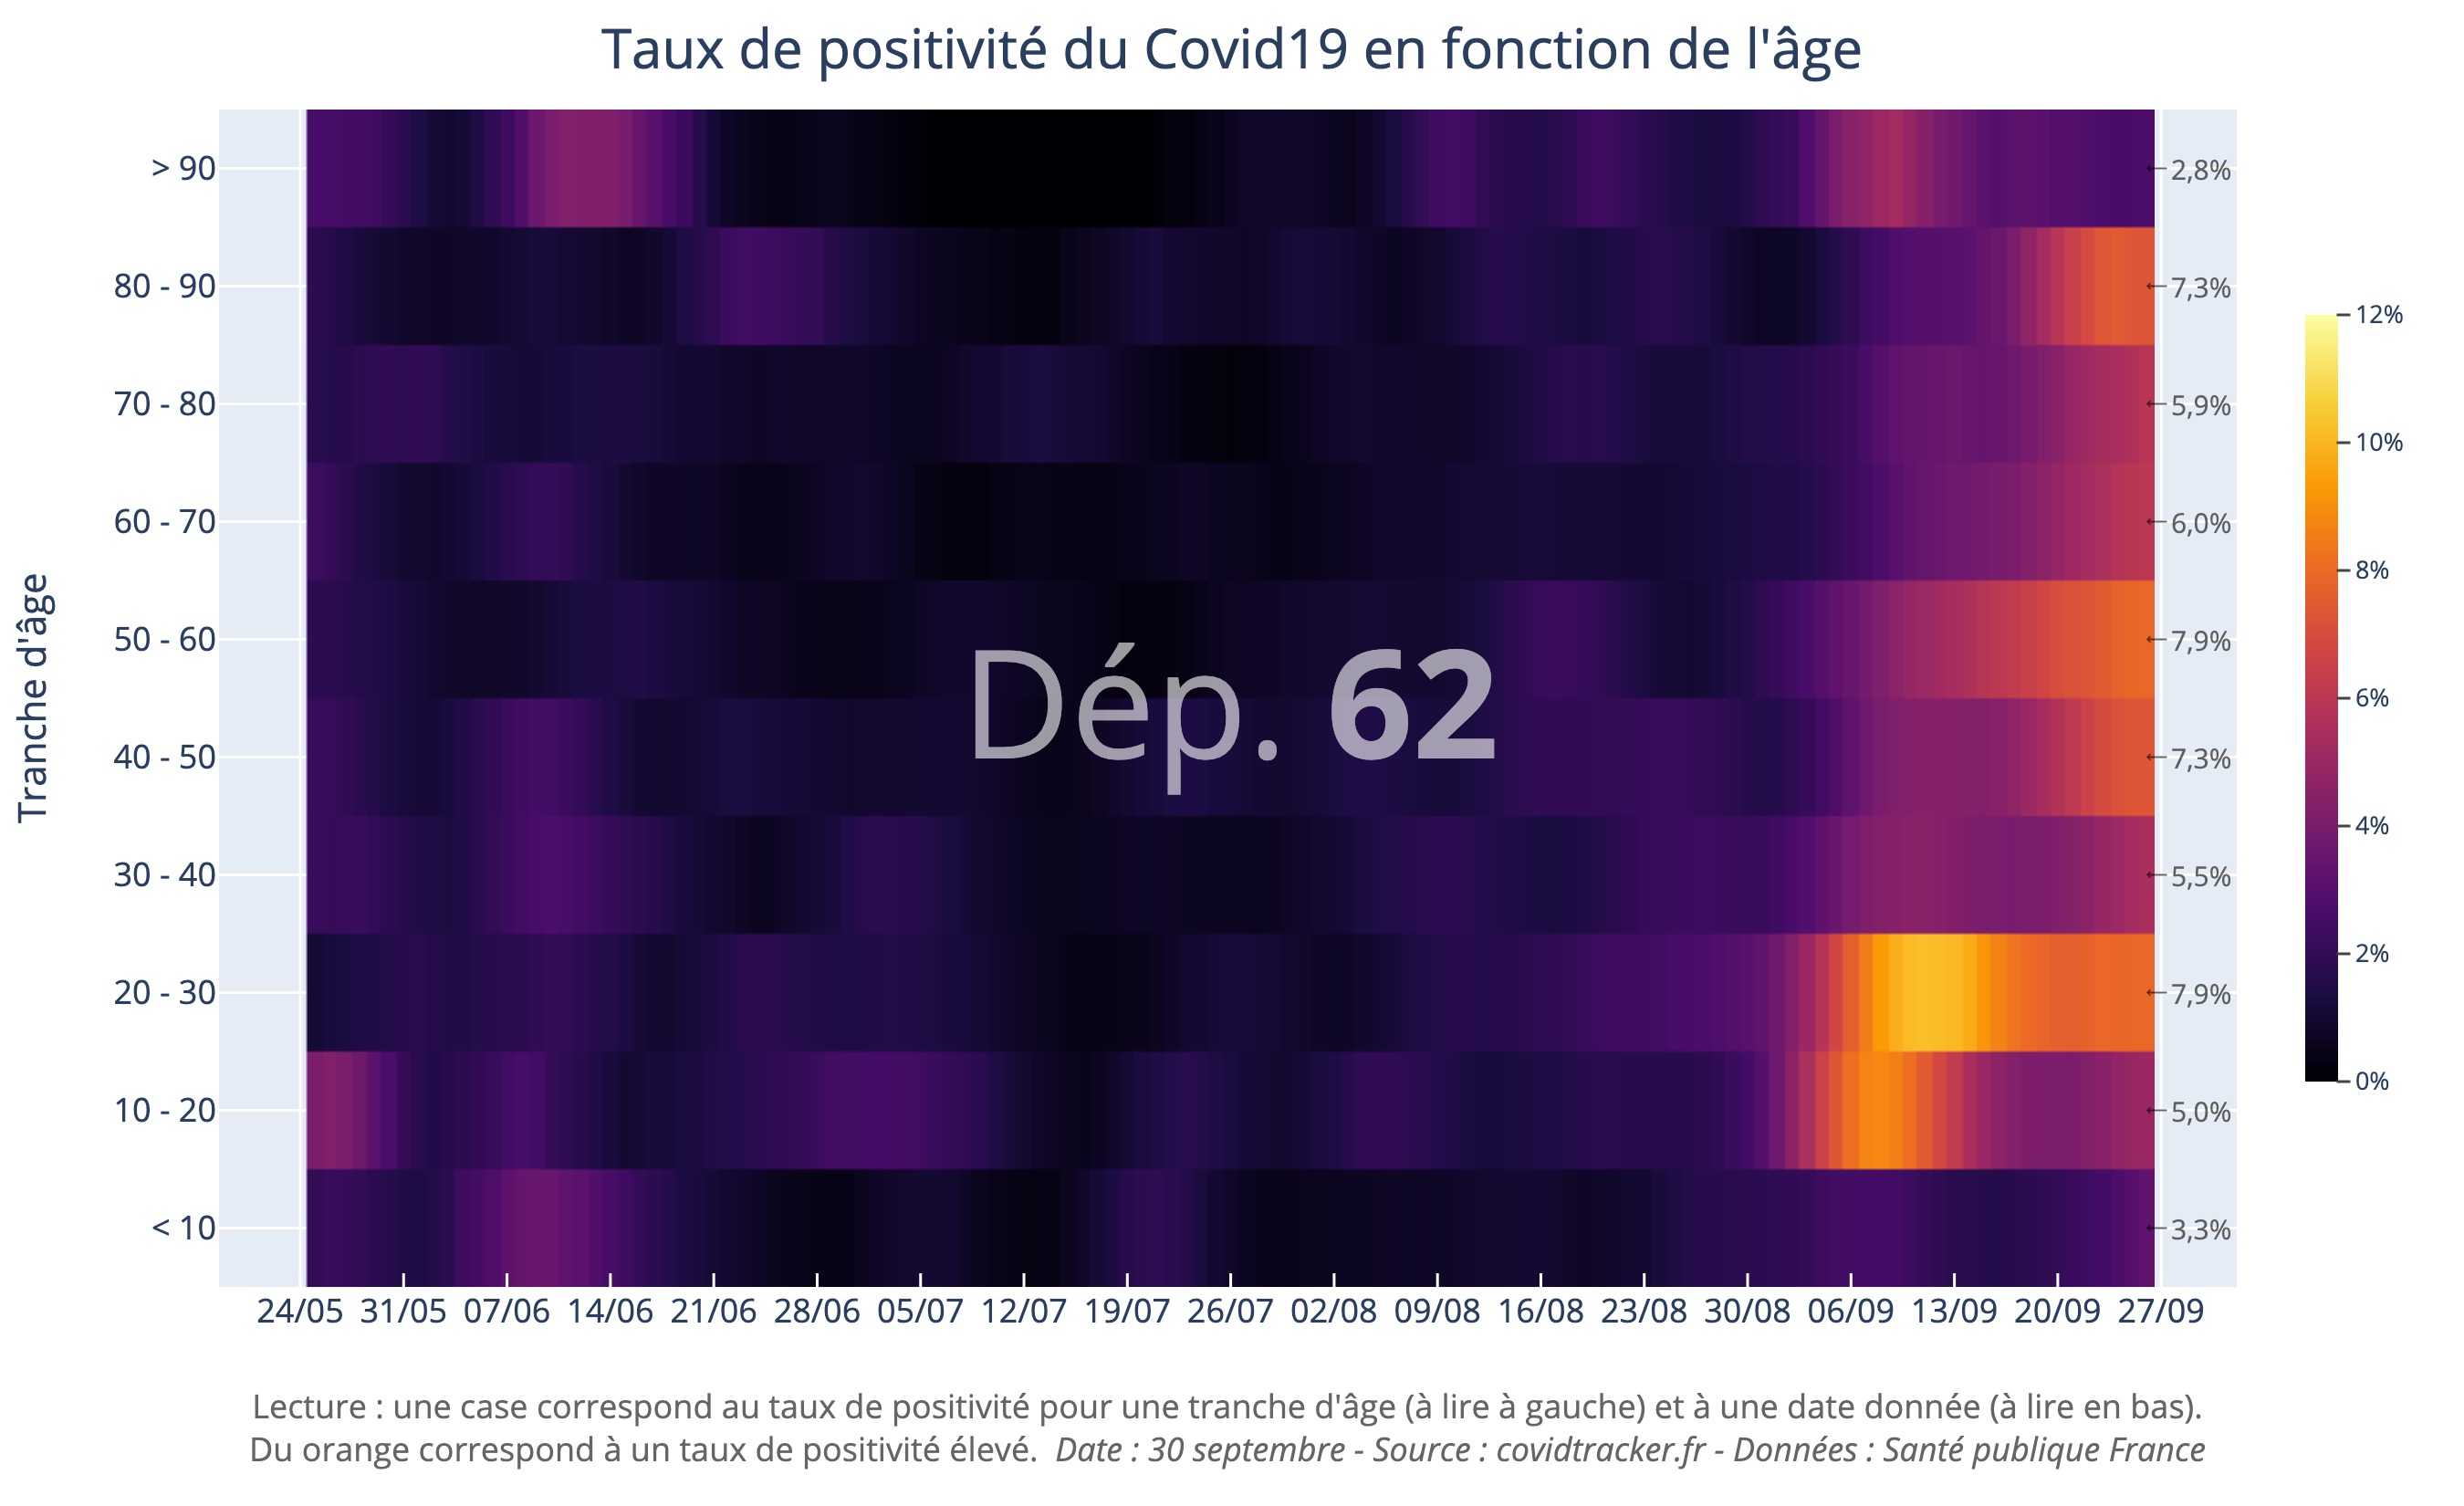 Taux de positivité du Covid19 en fonction de l'âge
Tranche d'âge
> 90
80 - 90
70 - 80
60 - 70
50 - 60
40 - 50
30 - 40
20 - 30
10 - 20
< 10
Dép. 62
2,8%
7,3%
5,9%
6,0%
7,9%
7,3%
5,5%
7,9%
5,0%
3,3%
12%
10%
8%
6%
4%
2%
0%
24/05 31/05 07/06 14/06 21/06 28/06 05/07 12/07 19/07 26/07 02/08 09/08 16/08 23/08 30/08 06/09 13/09 20/09 27/09
Lecture : une case correspond au taux de positivité pour une tranche d'âge (à lire à gauche) et à une date donnée (à lire en bas).
Du orange correspond à un taux de positivité élevé. Date : 30 septembre - Source : covidtracker.fr - Données : Santé publique France